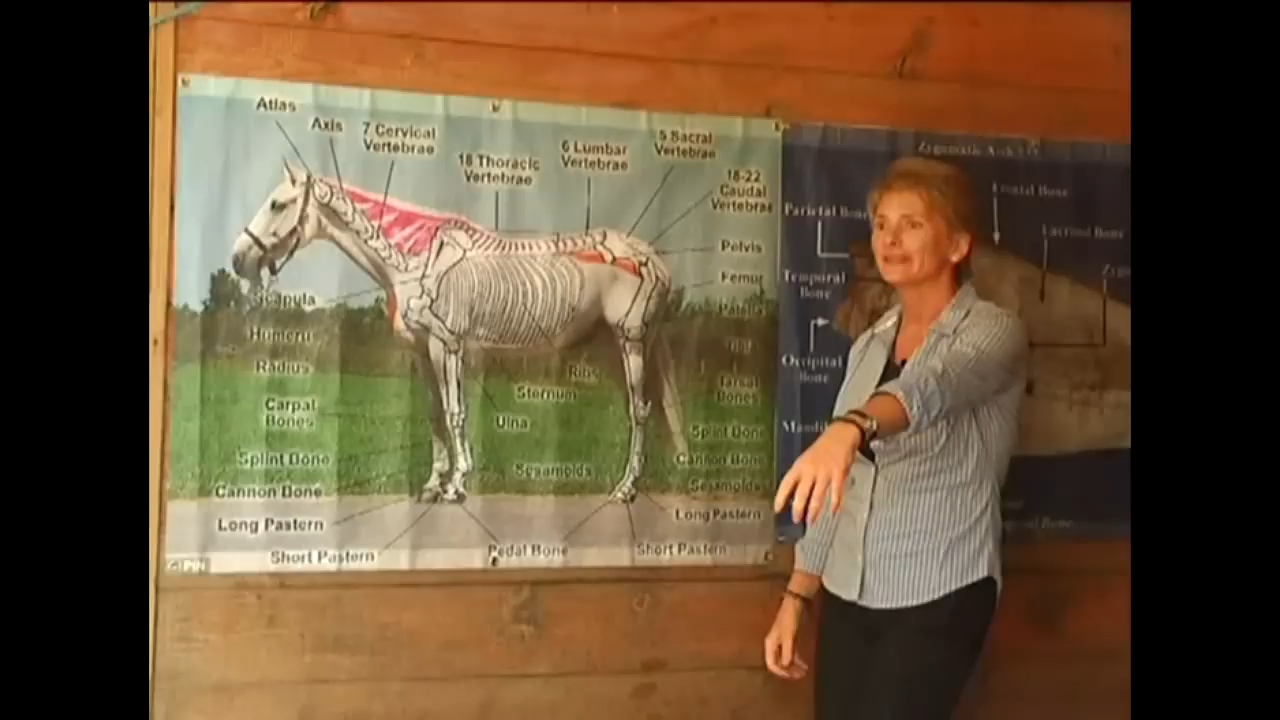 Atlas
Axis
7 Cervical
Vertebrae
18 Thoracic
Vertebrae
6 Lumbar
Vertebrae
5 Sacral
Vertebrae
18-22
Caudal
Vertebrae
Pelvis
Femur
Patella
Scapula
Humerus
Radius
Carpal
Bones
Splint Bone
Cannon Bone
Long Pastern
Short Pastern
Ribs
Sternum
Ulna
Sesamoids
Pedal Bone
Tarsal
Bones
Splint Bone
Cannon Bone
Sesamoids
Long Pastern
Short Pastern
Zygomatic Arch
Frontal Bone
Lacrimal Bone
Parietal Bone
Temporal
Bone
Occipital
Bone